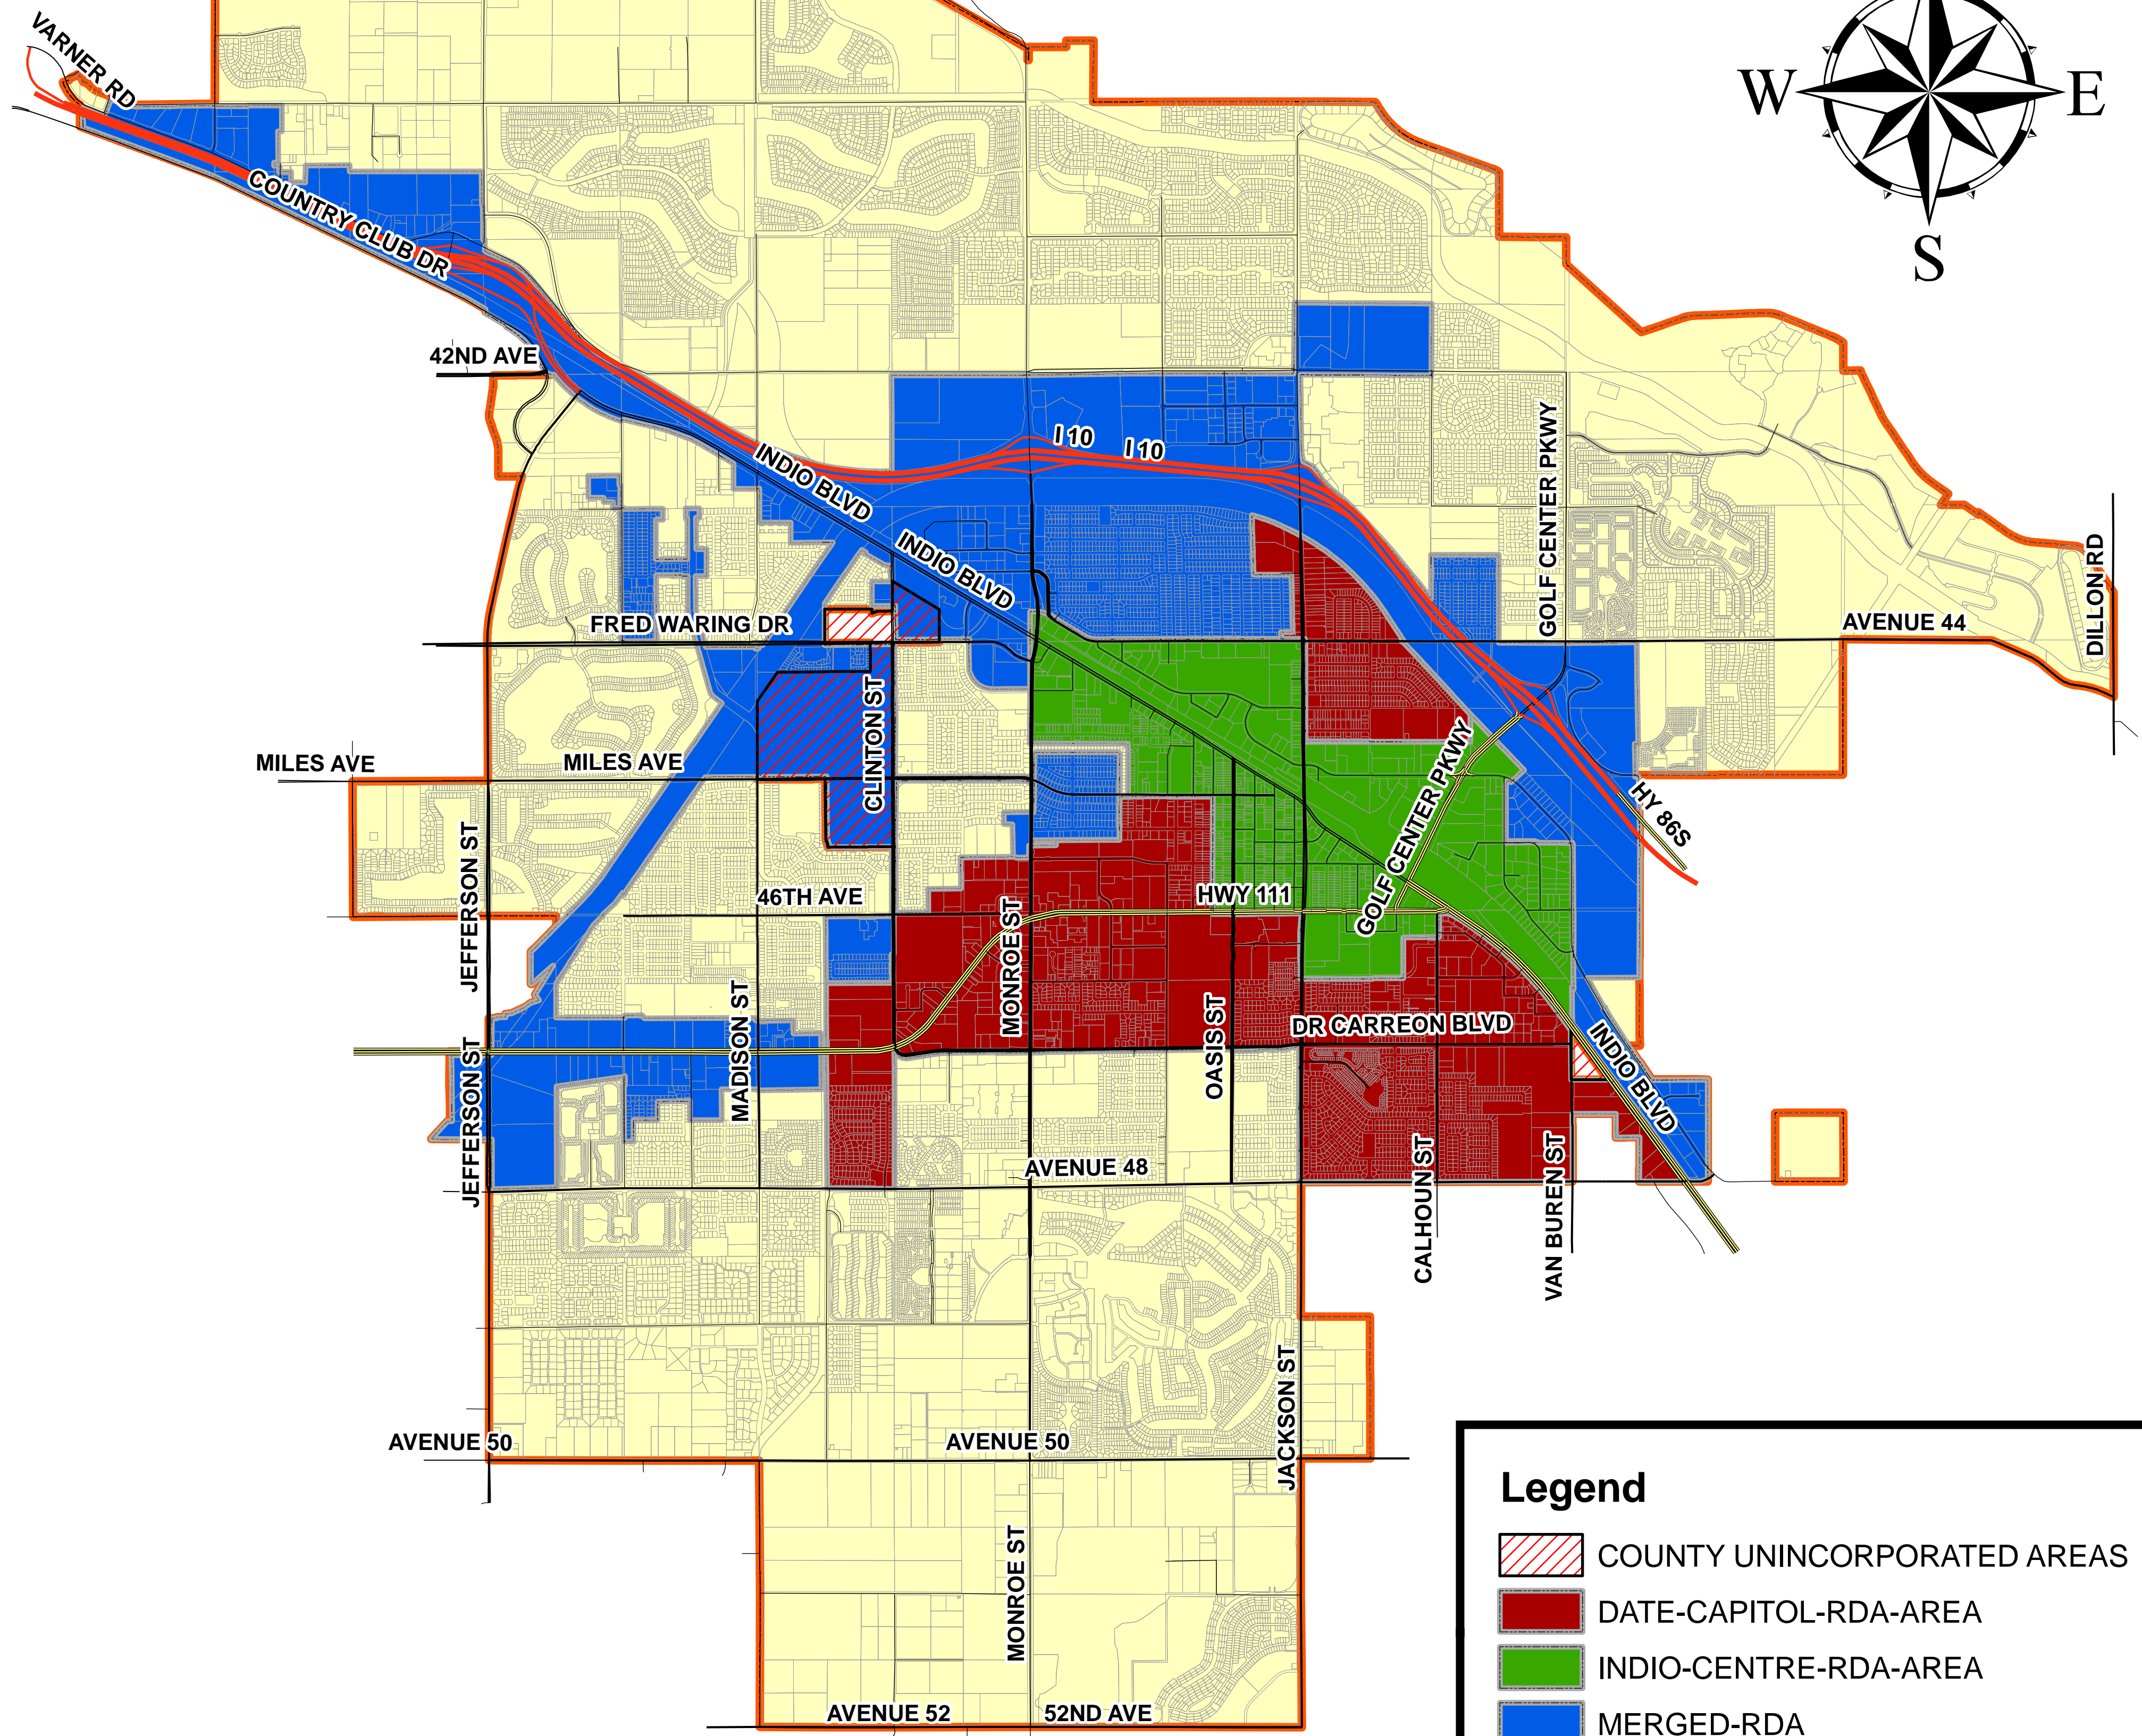 VARNER RD
W
E
S
COUNTRY CLUB DR
42ND AVE
I 10
I 10
INDIO BLVD
INDIO BLVD
GOLF CENTER PKWY
DILLON RD
FRED WARING DR
AVENUE 44
CLINTON ST
MILES AVE
MILES AVE
GOLF CENTER PKWY
HY 86S
JEFFERSON ST
46TH AVE
HWY 111
MONROE ST
MADISON ST
OASIS ST
DR CARREON BLVD
INDIO BLVD
JEFFERSON ST
AVENUE 48
CALHOUN ST
VAN BUREN ST
JACKSON ST
AVENUE 50
AVENUE 50
MONROE ST
AVENUE 52
52ND AVE
Legend
COUNTY UNINCORPORATED AREAS
DATE-CAPITOL-RDA-AREA
INDIO-CENTRE-RDA-AREA
MERGED-RDA